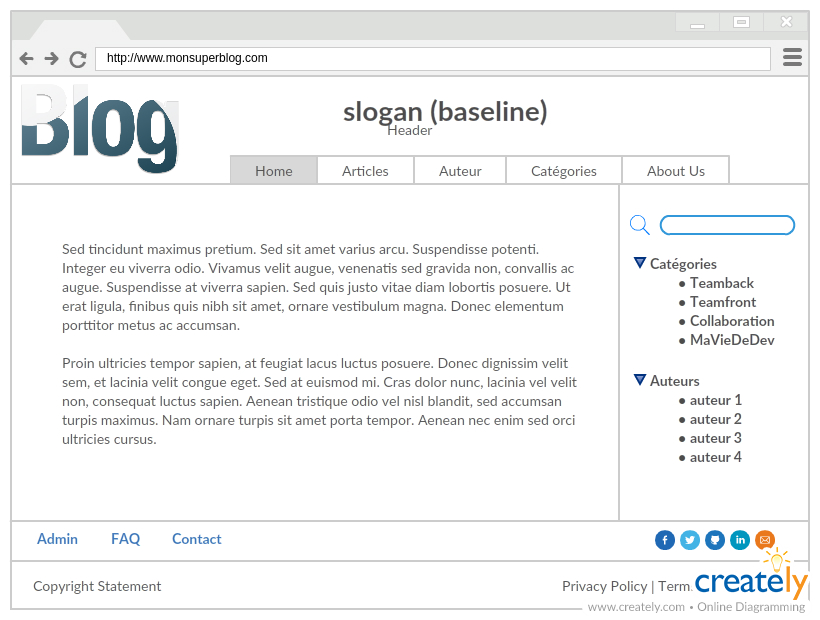 http://www.monsuperblog.com
Blog
slogan (baseline)
Header
Home Articles Auteur Catégories About Us
Sed tincidunt maximus pretium. Sed sit amet varius arcu. Suspendisse potenti.
Integer eu viverra odio. Vivamus velit augue, venenatis sed gravida non, convallis ac
augue. Suspendisse at viverra sapien. Sed quis justo vitae diam lobortis posuere. Ut
erat ligula, finibus quis nibh sit amet, ornare vestibulum magna. Donec elementum
porttitor metus ac accumsan.
Proin ultricies tempor sapien, at feugiat lacus luctus posuere. Donec dignissim velit
sem, et lacinia velit congue eget. Sed at euismod mi. Cras dolor nunc, lacinia vel velit
non, consequat luctus sapien. Aenean tristique odio vel nisl blandit, sed accumsan
turpis maximus. Nam ornare turpis sit amet porta tempor. Aenean nec enim sed orci
ultricies cursus.
Catégories
• Teamback
• Teamfront
• Collaboration
• MaVieDeDev
Auteurs
• auteur 1
• auteur 2
• auteur 3
• auteur 4
Admin FAQ Contact
f in
Copyright Statement
Privacy Policy | Term
creately
www.creately.com • Online Diagramming